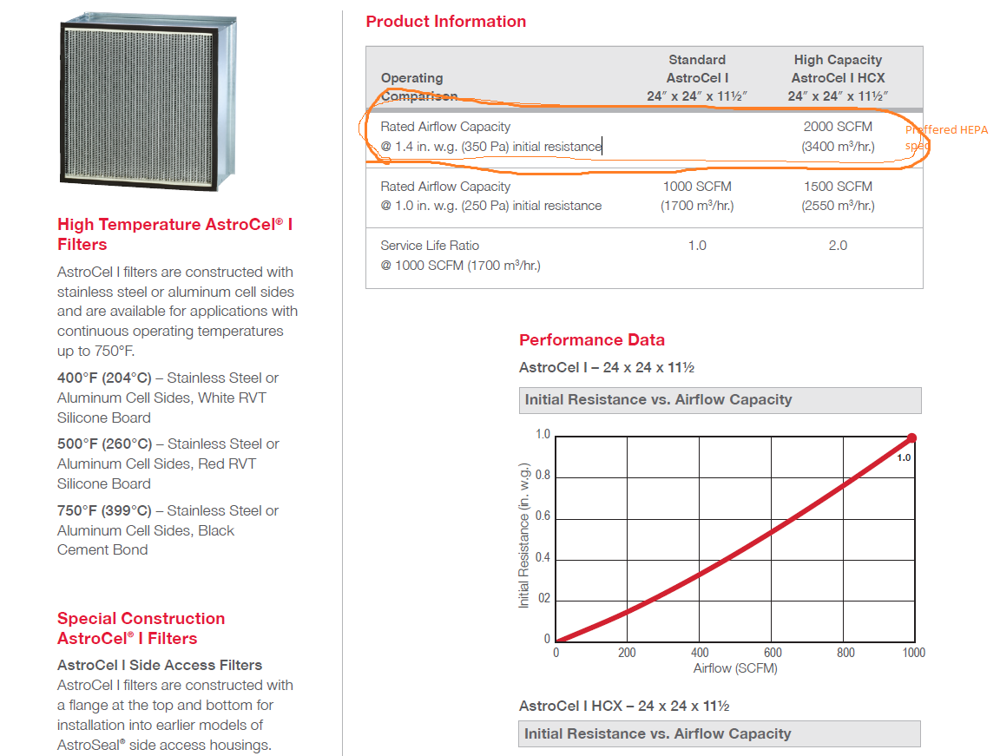 High Temperature AstroCel® I
Filters
AstroCel I filters are constructed with
stainless steel or aluminum cell sides
and are available for applications with
continuous operating temperatures
up to 750°F.
400°F (204°C) – Stainless Steel or
Aluminum Cell Sides, White RVT
Silicone Board
500°F (260°C) – Stainless Steel or
Aluminum Cell Sides, Red RVT
Silicone Board
750°F (399°C) – Stainless Steel or
Aluminum Cell Sides, Black
Cement Bond
Special Construction
AstroCel® I Filters
AstroCel I Side Access Filters
AstroCel I filters are constructed with
a flange at the top and bottom for
installation into earlier models of
AstroSeal® side access housings.
Product Information
Operating
Comparison
Standard
AstroCel I
24″ x 24″ x 11½″
High Capacity
AstroCel I HCX
24″ x 24″ x 11½″
Rated Airflow Capacity
@ 1.4 in. w.g. (350 Pa) initial resistance
2000 SCFM
(3400 m³/hr.)
Preffered HEPA
spec
Rated Airflow Capacity
@ 1.0 in. w.g. (250 Pa) initial resistance
1000 SCFM
(1700 m³/hr.)
1500 SCFM
(2550 m³/hr.)
Service Life Ratio
@ 1000 SCFM (1700 m³/hr.)
1.0
2.0
Performance Data
AstroCel I – 24 x 24 x 11½
Initial Resistance vs. Airflow Capacity
Initial Resistance (in. w.g.)
1.0
0.8
0.6
0.4
02
0
1.0
0 200 400 600 800 1000
Airflow (SCFM)
AstroCel I HCX – 24 x 24 x 11½
Initial Resistance vs. Airflow Capacity